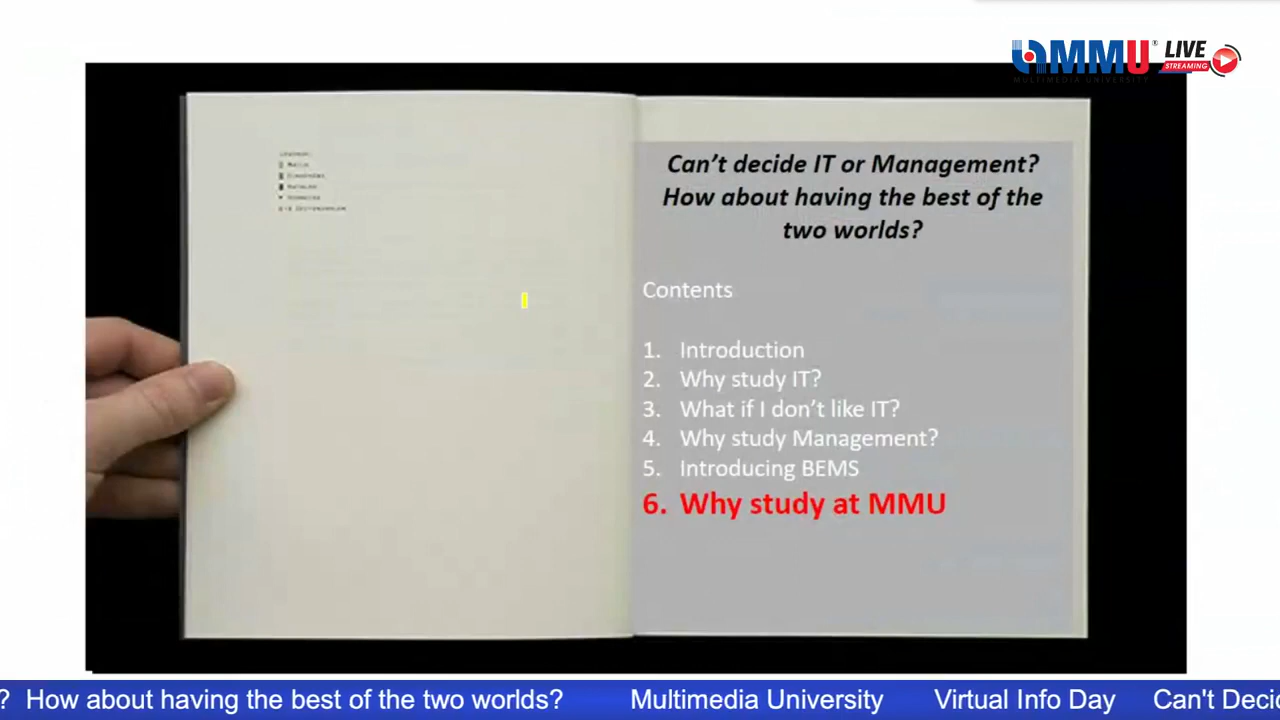 MMU® LIVE
STREAMING
MULTIMEDIA UNIVERSITY
Can’t decide IT or Management?
How about having the best of the
two worlds?
Contents
1. Introduction
2. Why study IT?
3. What if I don’t like IT?
4. Why study Management?
5. Introducing BEMS
6. Why study at MMU
? How about having the best of the two worlds? Multimedia University Virtual Info Day Can't Decid